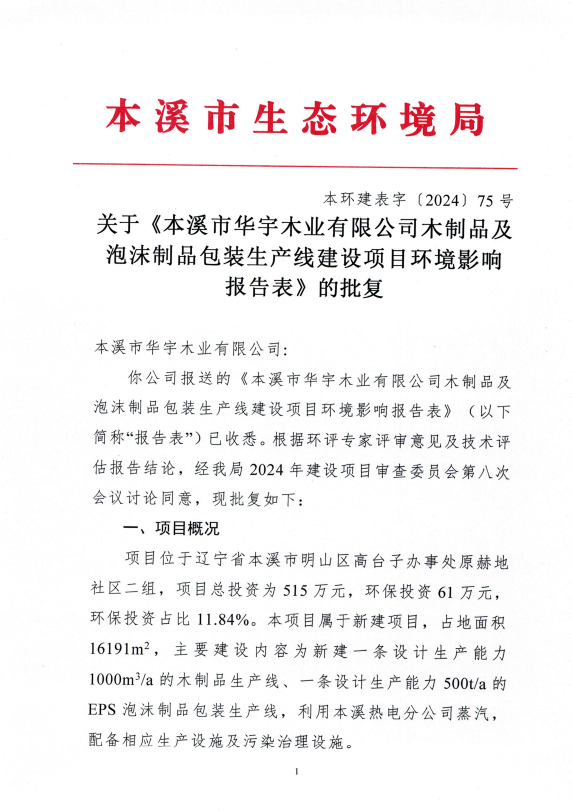 本溪市生态环境局
本环建表字〔2024〕75号
关于《本溪市华宇木业有限公司木制品及
泡沫制品包装生产线建设项目环境影响
报告表》的批复
本溪市华宇木业有限公司:
你公司报送的《本溪市华宇木业有限公司木制品及
泡沫制品包装生产线建设项目环境影响报告表》（以下
简称“报告表”）已收悉。根据环评专家评审意见及技术评
估报告结论，经我局 2024 年建设项目审查委员会第八次
会议讨论同意，现批复如下：
一、项目概况
项目位于辽宁省本溪市明山区高台子办事处原赫地
社区二组，项目总投资为 515 万元，环保投资 61 万元，
环保投资占比 11.84%。本项目属于新建项目，占地面积
16191m²，主要建设内容为新建一条设计生产能力
1000m³/a 的木制品生产线、一条设计生产能力 500t/a 的
EPS 泡沫制品包装生产线，利用本溪热电分公司蒸汽，
配备相应生产设施及污染治理设施。
1